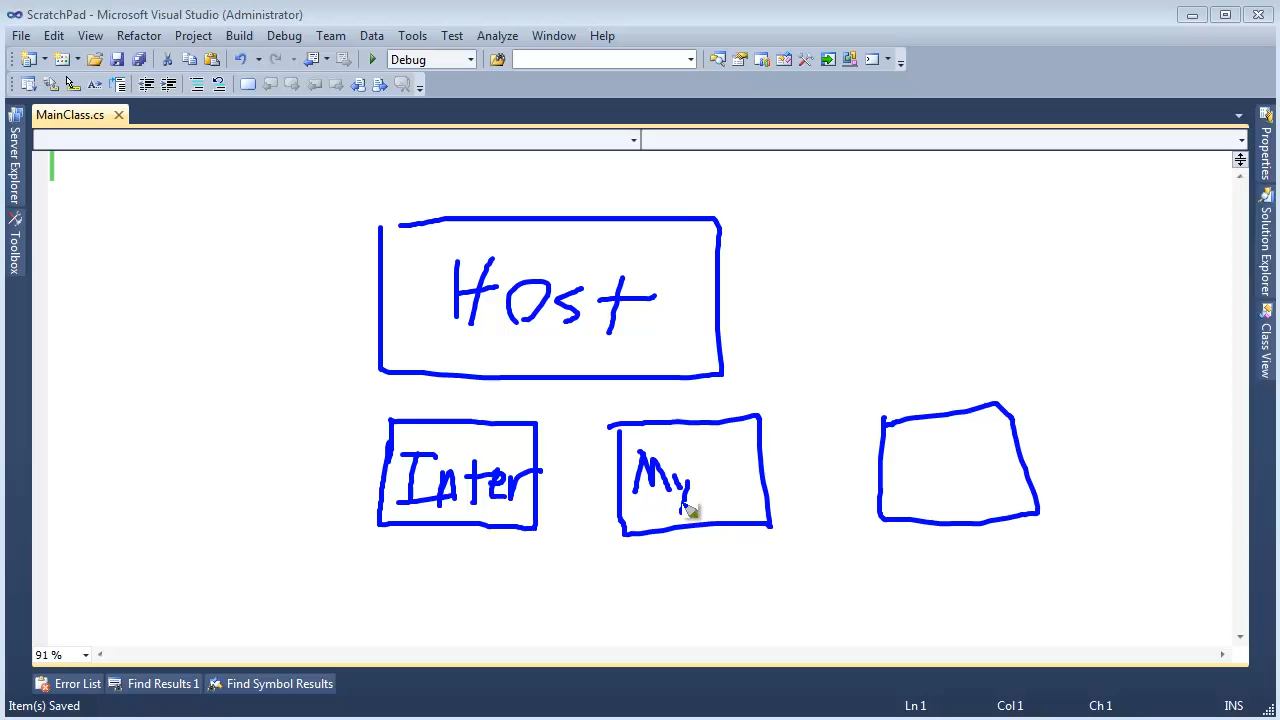 ScratchPad - Microsoft Visual Studio (Administrator)
File Edit View Refactor Project Build Debug Team Data Tools Test Analyze Window Help
Debug
MainClass.cs
Server Explorer
Toolbox
Properties
Solution Explorer
Class View
Host
Inter
My
91 %
Error List Find Results 1 Find Symbol Results
Item(s) Saved Ln 1 Col 1 Ch 1 INS